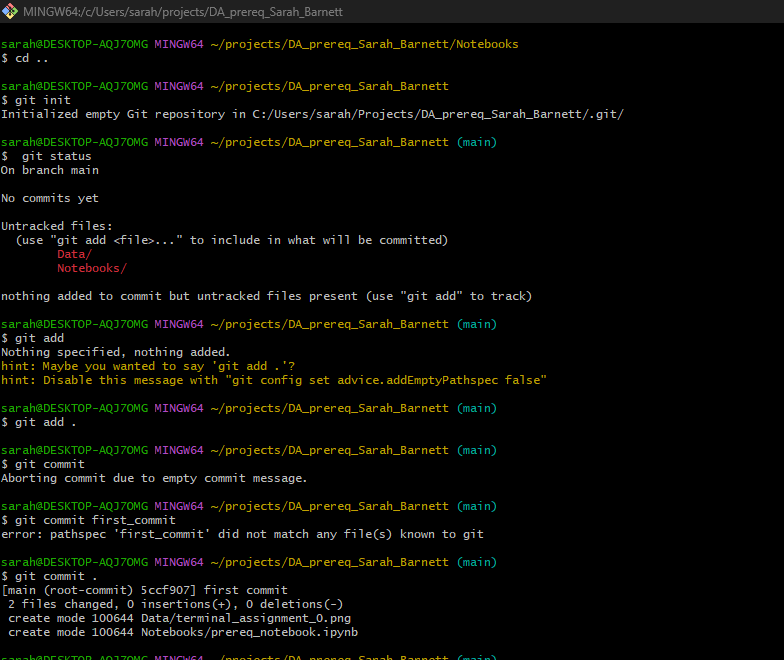 MINGW64:/c/Users/sarah/projects/DA_prereq_Sarah_Barnett
sarah@DESKTOP-AQJ7OMG MINGW64 ~/projects/DA_prereq_Sarah_Barnett/Notebooks
$ cd ..
sarah@DESKTOP-AQJ7OMG MINGW64 ~/projects/DA_prereq_Sarah_Barnett
$ git init
Initialized empty Git repository in C:/Users/sarah/Projects/DA_prereq_Sarah_Barnett/.git/
sarah@DESKTOP-AQJ7OMG MINGW64 ~/projects/DA_prereq_Sarah_Barnett (main)
$  git status
On branch main
No commits yet
Untracked files:
  (use "git add <file>..." to include in what will be committed)
        Data/
        Notebooks/
nothing added to commit but untracked files present (use "git add" to track)
sarah@DESKTOP-AQJ7OMG MINGW64 ~/projects/DA_prereq_Sarah_Barnett (main)
$ git add
Nothing specified, nothing added.
hint: Maybe you wanted to say 'git add .'?
hint: Disable this message with "git config set advice.addEmptyPathspec false"
sarah@DESKTOP-AQJ7OMG MINGW64 ~/projects/DA_prereq_Sarah_Barnett (main)
$ git add .
sarah@DESKTOP-AQJ7OMG MINGW64 ~/projects/DA_prereq_Sarah_Barnett (main)
$ git commit
Aborting commit due to empty commit message.
sarah@DESKTOP-AQJ7OMG MINGW64 ~/projects/DA_prereq_Sarah_Barnett (main)
$ git commit first_commit
error: pathspec 'first_commit' did not match any file(s) known to git
sarah@DESKTOP-AQJ7OMG MINGW64 ~/projects/DA_prereq_Sarah_Barnett (main)
$ git commit .
[main (root-commit) 5ccf907] first commit
 2 files changed, 0 insertions(+), 0 deletions(-)
 create mode 100644 Data/terminal_assignment_0.png
 create mode 100644 Notebooks/prereq_notebook.ipynb
sarah@DESKTOP-AQJ7OMG MINGW64 ~/projects/DA_prereq_Sarah_Barnett (main)